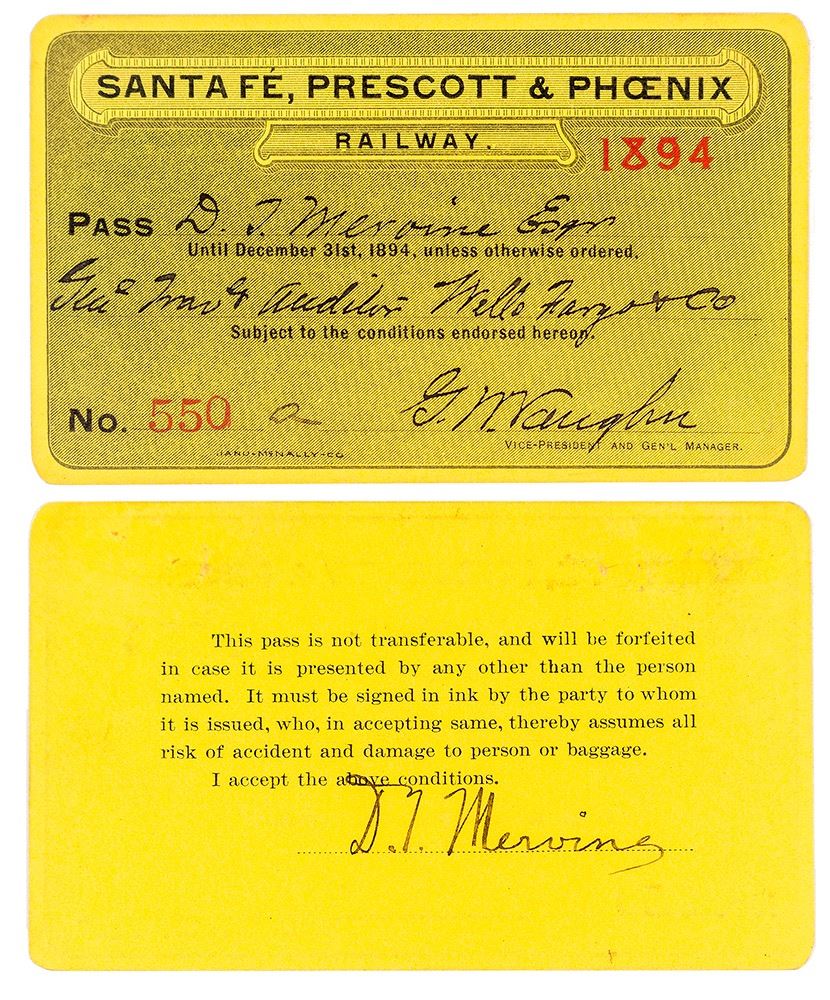 SANTA FÉ, PRESCOTT & PHŒNIX
RAILWAY.
1894
PASS D. T. Mervine Esqr
Until December 31st, 1894, unless otherwise ordered.
Genl Travg Auditor Wells Fargo & Co
Subject to the conditions endorsed hereon.
No. 550 a G. W. Vaughn
RAND-MCNALLY-CO
VICE-PRESIDENT AND GEN'L MANAGER.
This pass is not transferable, and will be forfeited
in case it is presented by any other than the person
named. It must be signed in ink by the party to whom
it is issued, who, in accepting same, thereby assumes all
risk of accident and damage to person or baggage.
I accept the above conditions.
D. T. Mervine